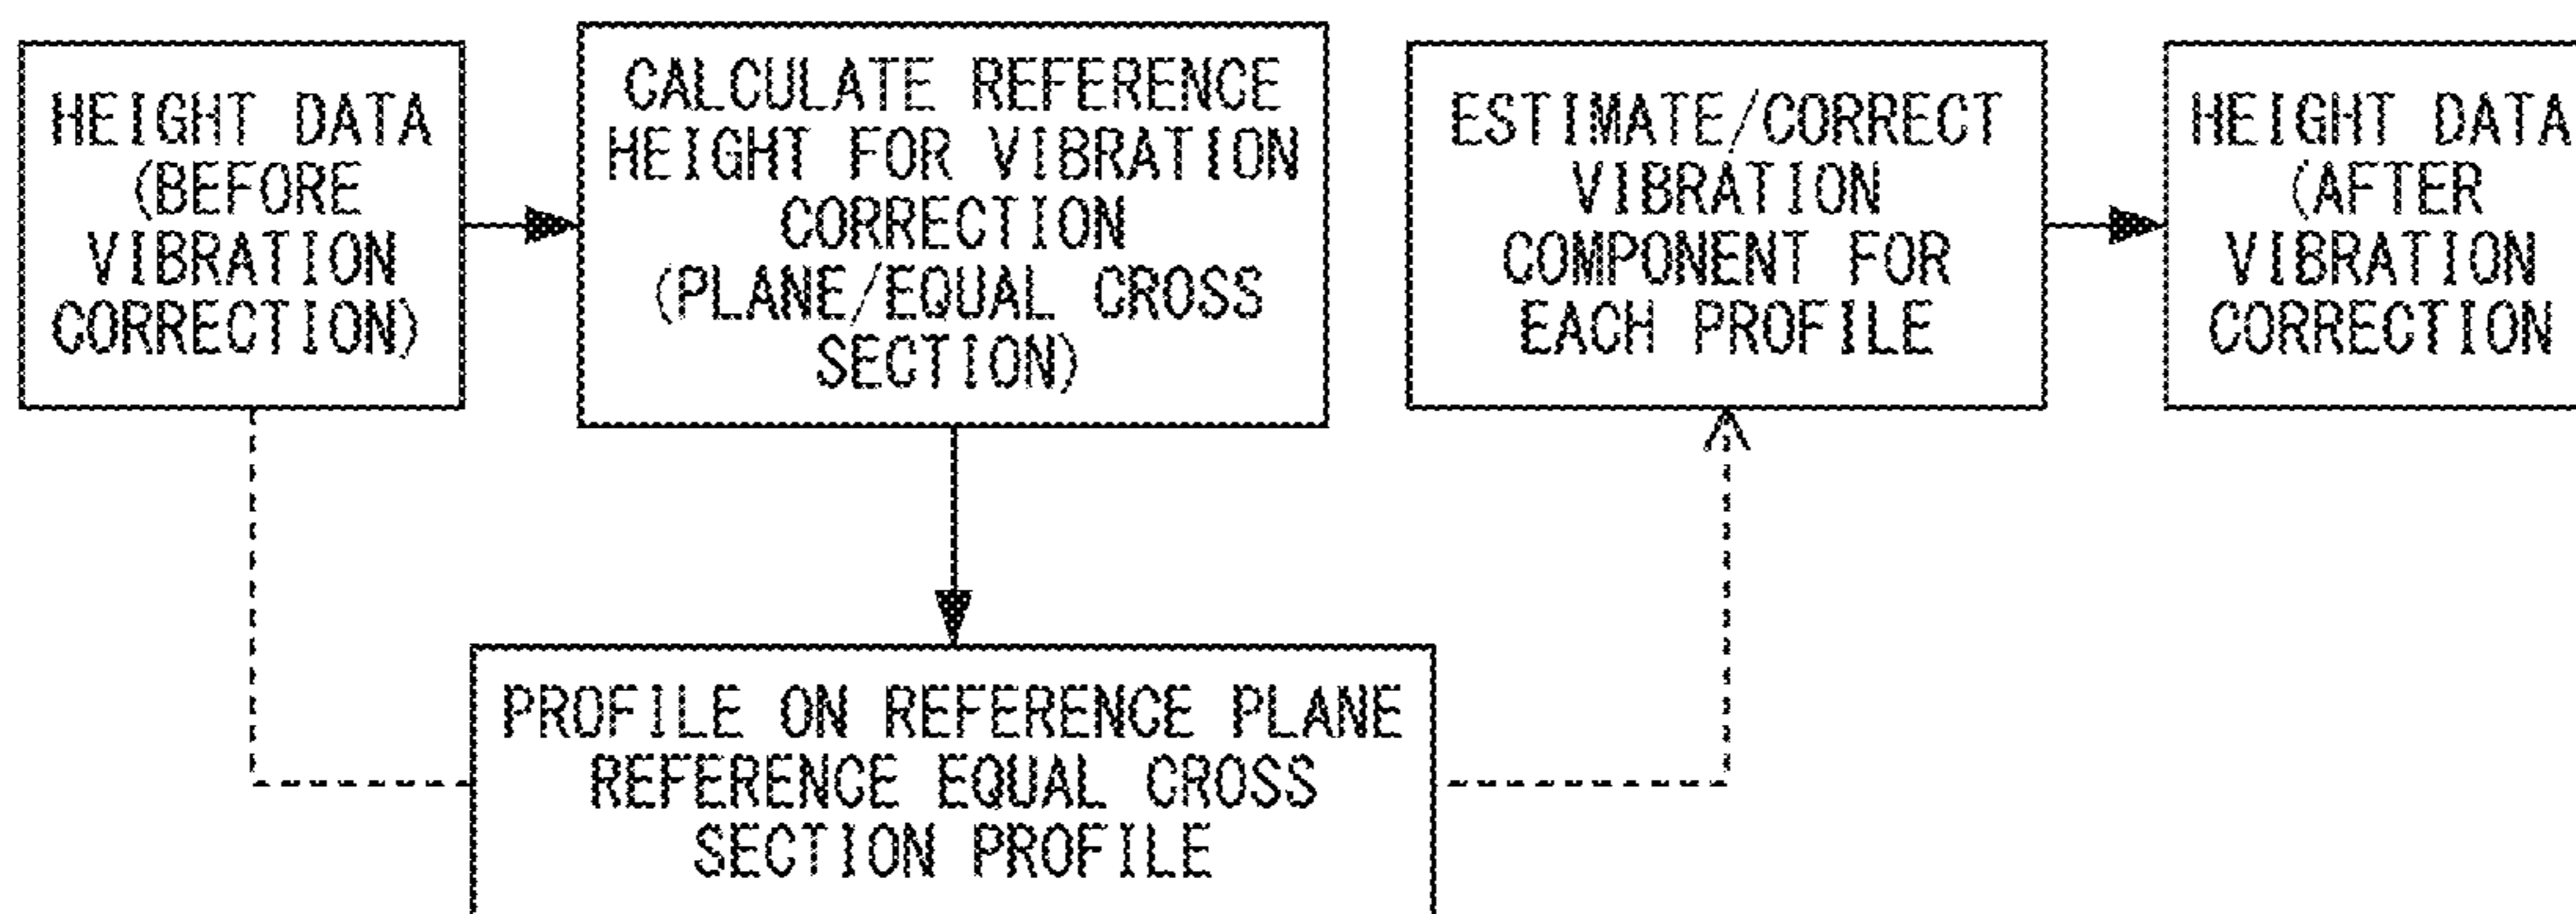 HEIGHT DATA
(BEFORE
VIBRATION
CORRECTION)
CALCULATE REFERENCE
HEIGHT FOR VIBRATION
CORRECTION
(PLANE/EQUAL CROSS
SECTION)
ESTIMATE/CORRECT
VIBRATION
COMPONENT FOR
EACH PROFILE
HEIGHT DATA
(AFTER
VIBRATION
CORRECTION
PROFILE ON REFERENCE PLANE
REFERENCE EQUAL CROSS
SECTION PROFILE